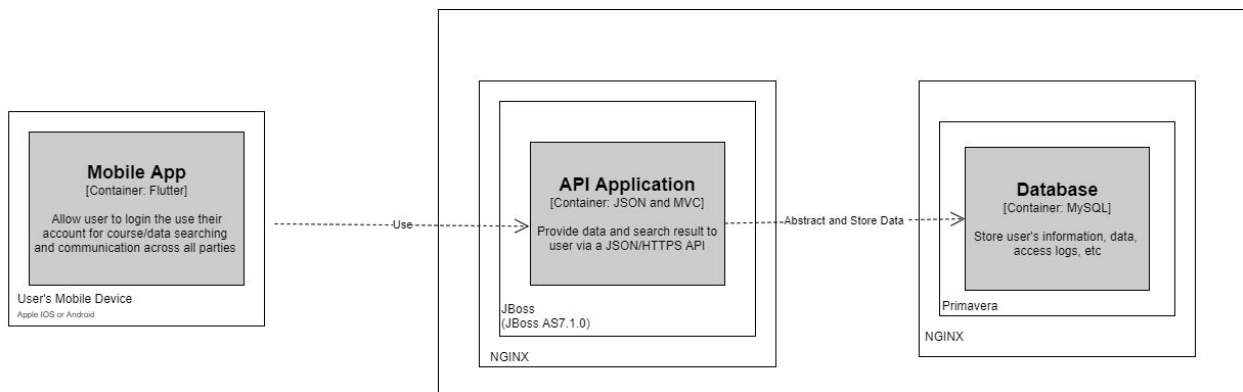 Mobile App
[Container: Flutter]
Allow user to login the use their
account for course/data searching
and communication across all parties
User's Mobile Device
Apple IOS or Android
Use
API Application
[Container: JSON and MVC]
Provide data and search result to
user via a JSON/HTTPS API
JBoss
(JBoss AS7.1.0)
NGINX
Abstract and Store Data
Database
[Container: MySQL]
Store user's information, data,
access logs, etc
Primavera
NGINX